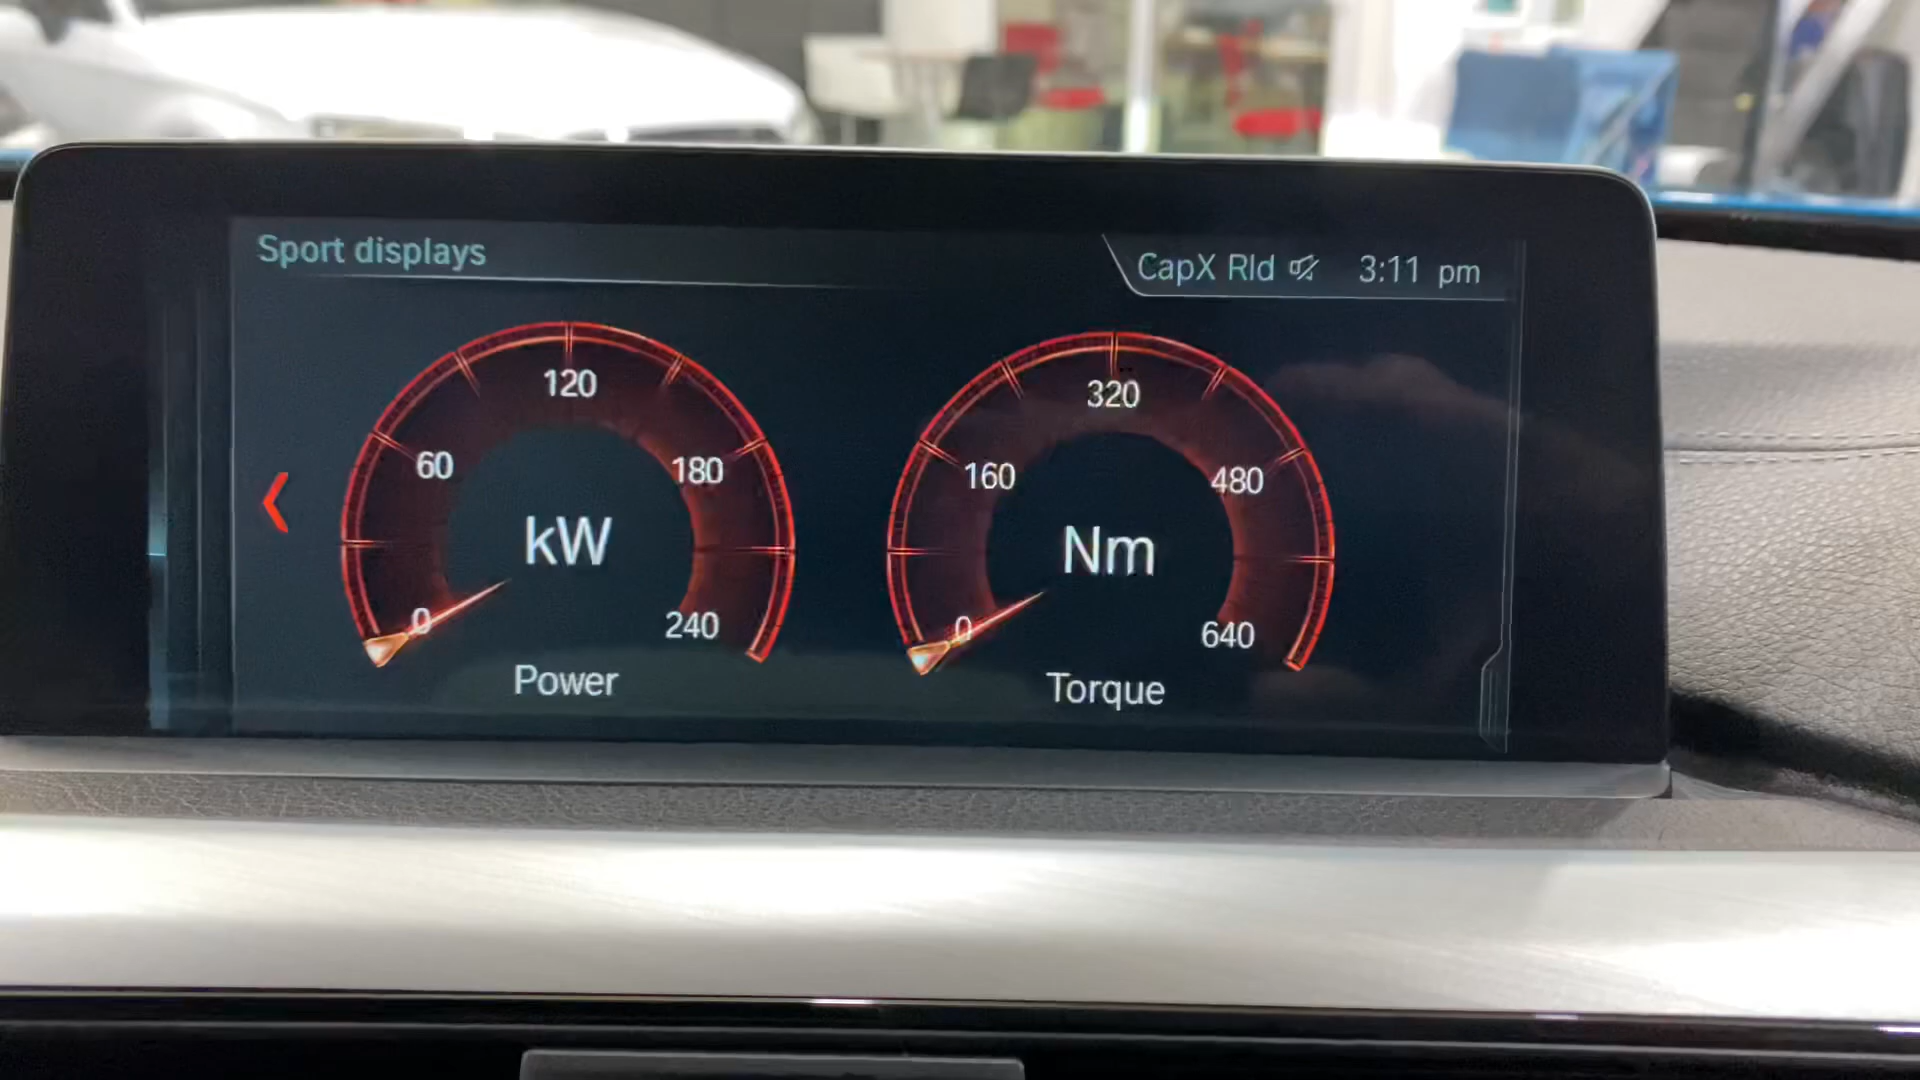 Sport displays
CapX Rld 3:11 pm
120
60 180
kW
0 240
Power
320
160 480
Nm
0 640
Torque